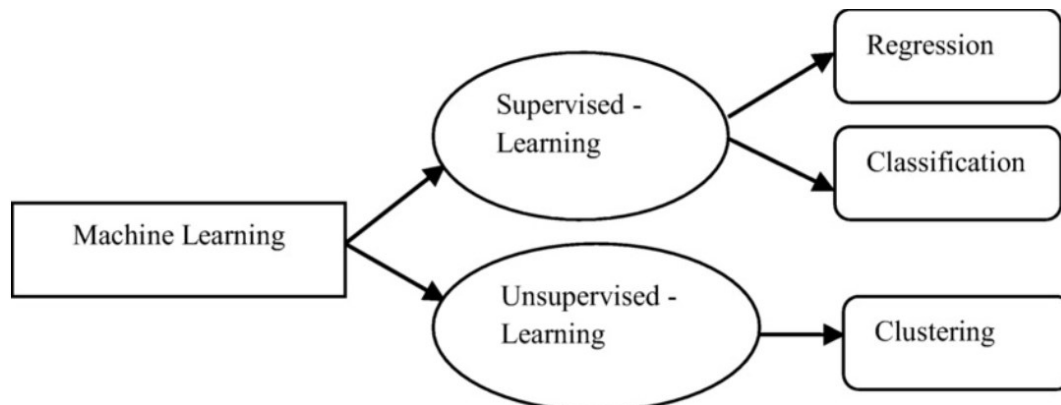 Machine Learning
Supervised -
Learning
Regression
Classification
Unsupervised -
Learning
Clustering